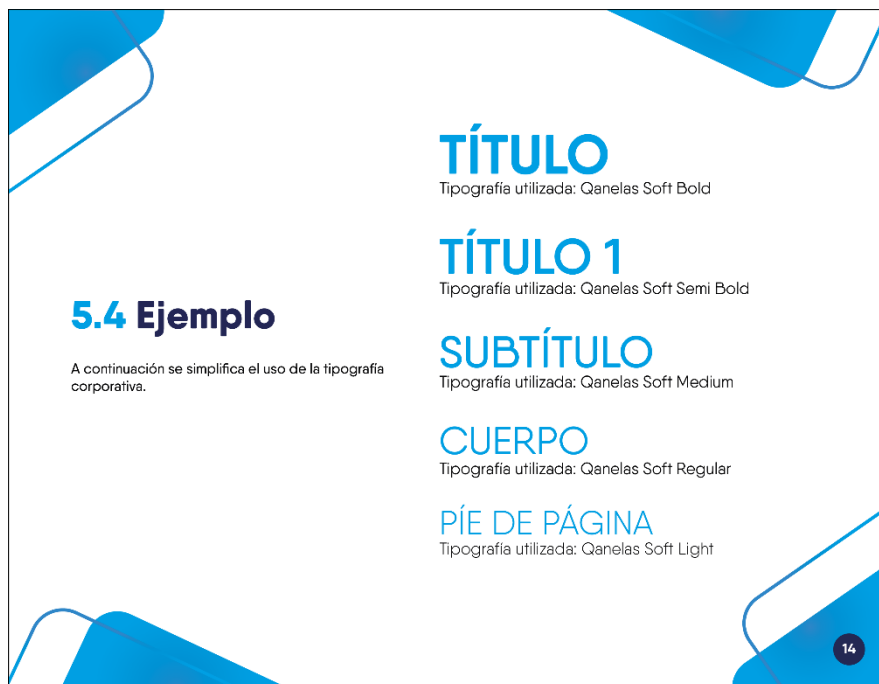 5.4 Ejemplo
A continuación se simplifica el uso de la tipografía
corporativa.
TÍTULO
Tipografía utilizada: Qanelas Soft Bold
TÍTULO 1
Tipografía utilizada: Qanelas Soft Semi Bold
SUBTÍTULO
Tipografía utilizada: Qanelas Soft Medium
CUERPO
Tipografía utilizada: Qanelas Soft Regular
PÍE DE PÁGINA
Tipografía utilizada: Qanelas Soft Light
14